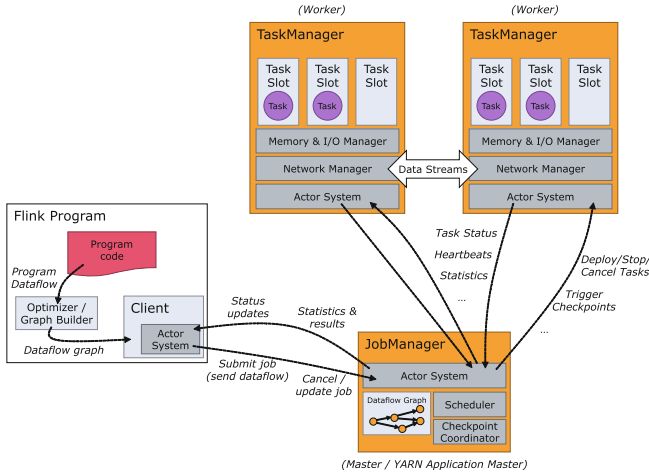 (Worker)
(Worker)
TaskManager
TaskManager
Task
Slot
Task
Slot
Task
Slot
Task
Slot
Task
Slot
Task
Slot
Task
Task
Task
Task
Memory & I/O Manager
Memory & I/O Manager
Network Manager
Data Streams
Network Manager
Actor System
Actor System
Flink Program
Program
code
Program
Dataflow
Optimizer /
Graph Builder
Dataflow graph
Client
Actor
System
Task Status
Heartbeats
Statistics
...
Deploy/Stop/
Cancel Tasks
Trigger
Checkpoints
...
Status
updates
Statistics &
results
Submit job
(send dataflow)
Cancel /
update job
JobManager
Actor System
Dataflow Graph
Scheduler
Checkpoint
Coordinator
(Master / YARN Application Master)